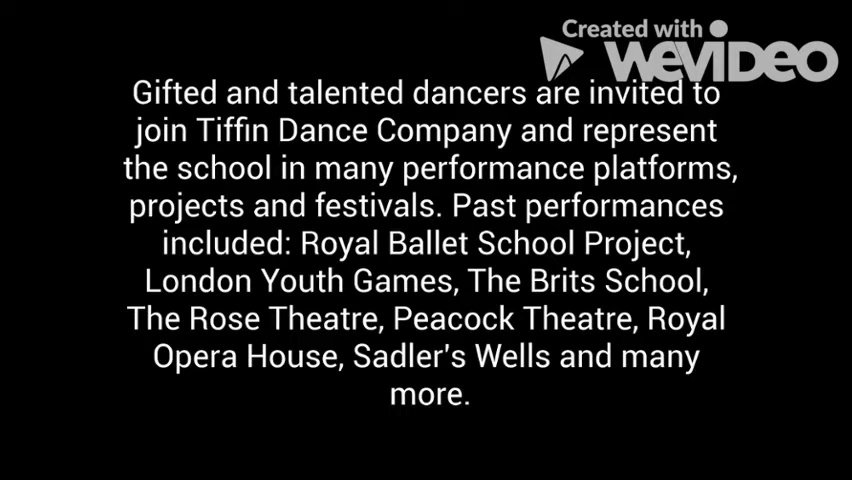 Created with
WEVIDEO
Gifted and talented dancers are invited to
join Tiffin Dance Company and represent
the school in many performance platforms,
projects and festivals. Past performances
included: Royal Ballet School Project,
London Youth Games, The Brits School,
The Rose Theatre, Peacock Theatre, Royal
Opera House, Sadler's Wells and many
more.